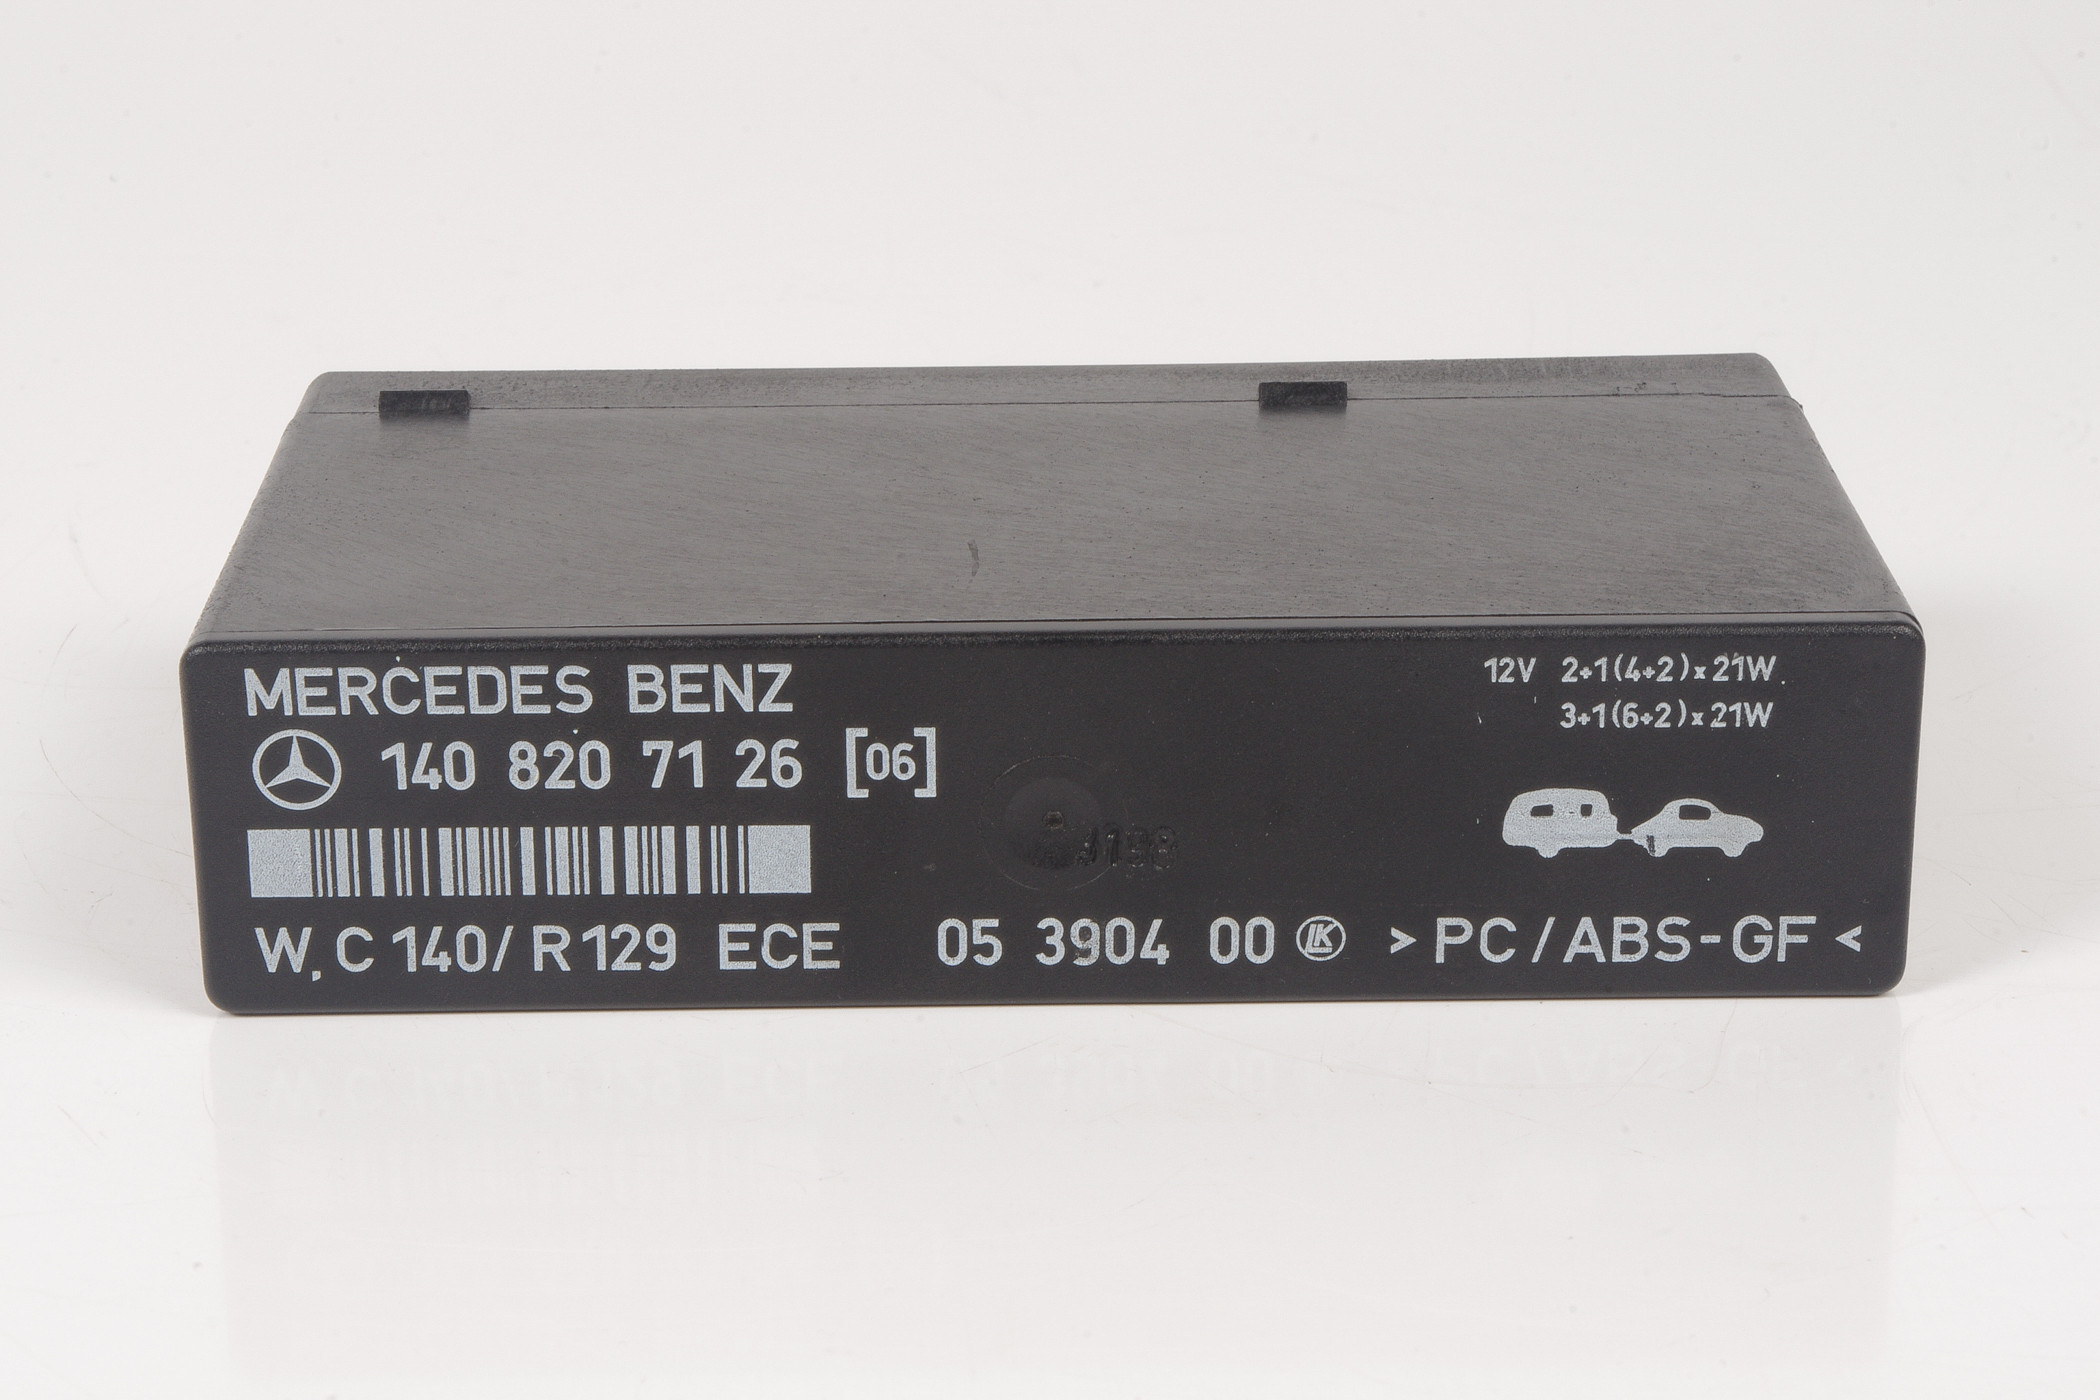 MERCEDES BENZ
140 820 71 26 [06]
W, C 140/ R 129 ECE
12V 2+1(4+2)x21W
3+1(6+2)x21W
05 3904 00 LK >PC/ABS-GF<